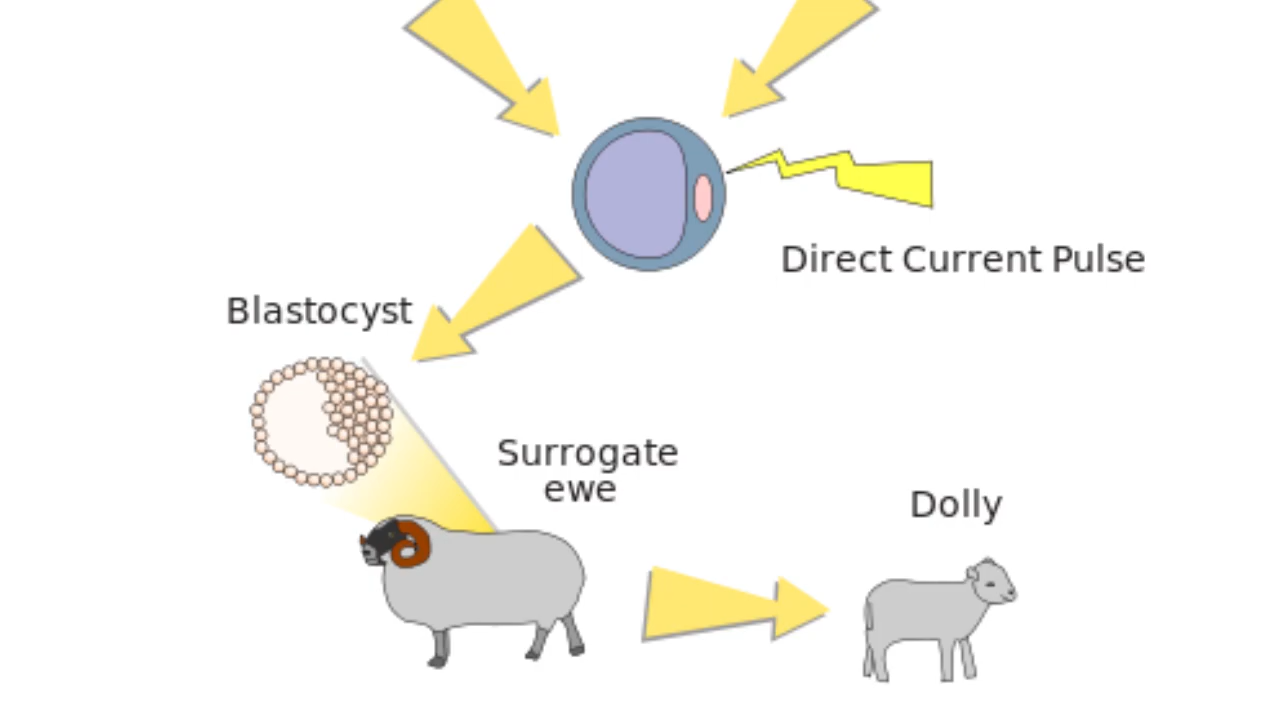 Direct Current Pulse
Blastocyst
Surrogate
ewe
Dolly